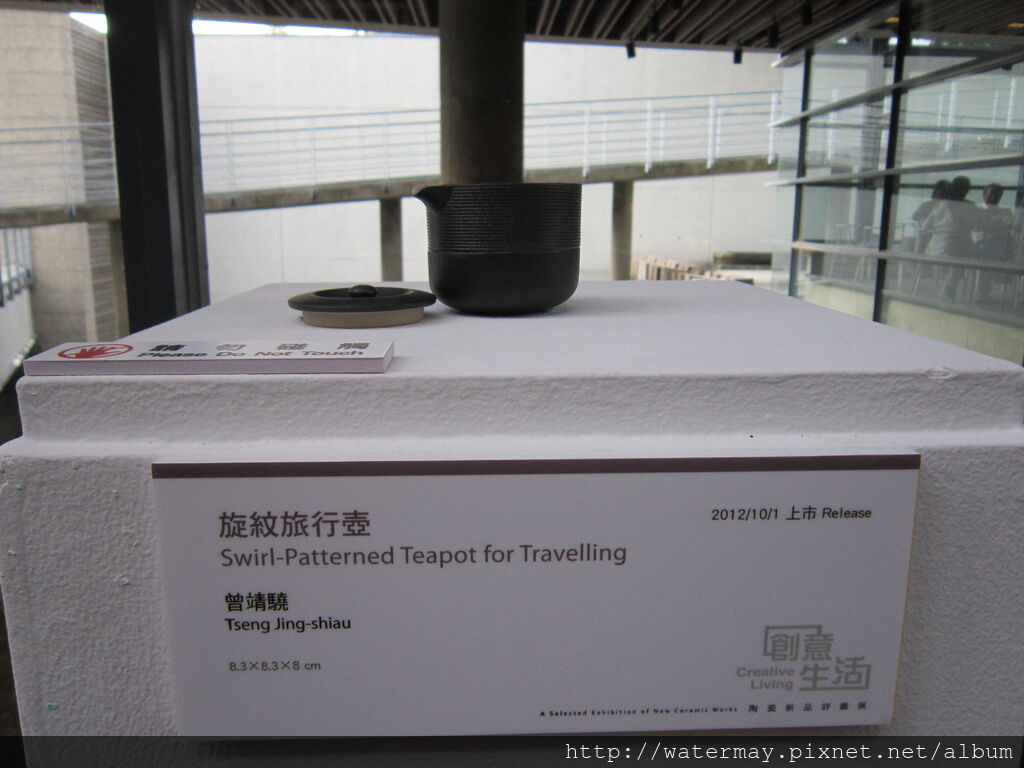 請勿碰觸
Please Do Not Touch
旋紋旅行壺
Swirl-Patterned Teapot for Travelling
2012/10/1 上市 Release
曾靖驍
Tseng Jing-shiau
8.3×8.3×8 cm
創意
Creative
Living
生活
A Selected Exhibition of New Ceramic Works 陶瓷新品評鑑展
http://watermay.pixnet.net/album